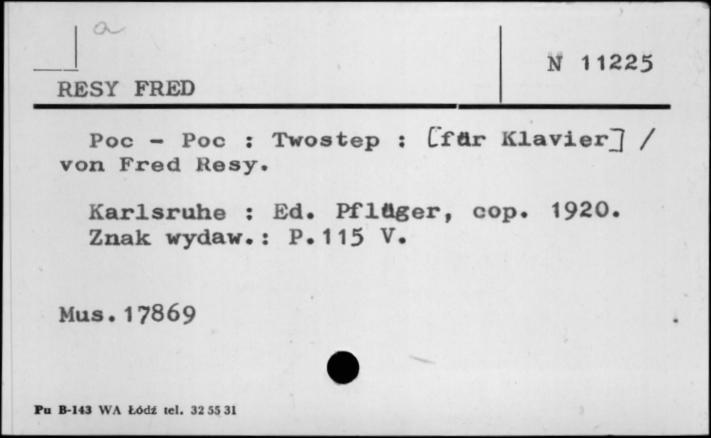 a
N 11225
RESY FRED
Poc - Poc : Twostep : [für Klavier] /
von Fred Resy.
Karlsruhe : Ed. Pflüger, cop. 1920.
Znak wydaw.: P.115 V.
Mus.17869
Pu B-143 WA Łódź tel. 32 55 31